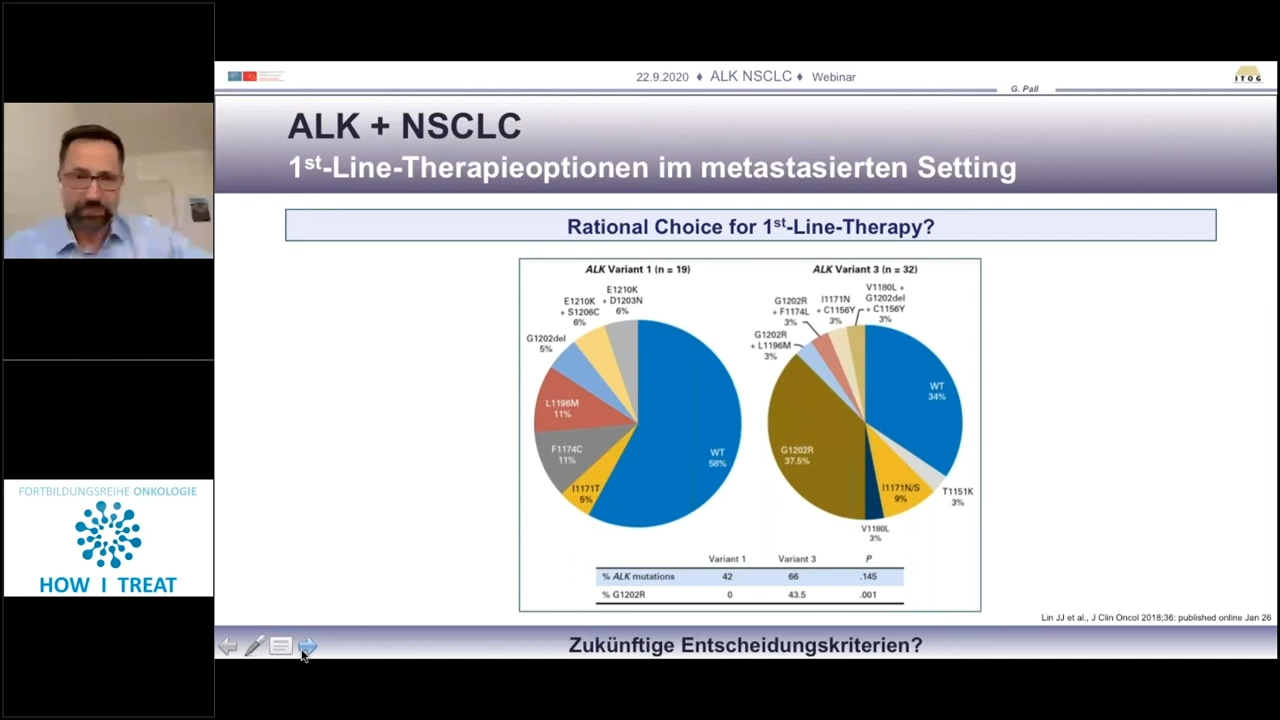 22.9.2020 ♦ ALK NSCLC ♦ Webinar
ITOG
G. Pall
ALK + NSCLC
1st-Line-Therapieoptionen im metastasierten Setting
Rational Choice for 1st-Line-Therapy?
ALK Variant 1 (n = 19)
E1210K
+ D1203N
6%
E1210K
+ S1206C
6%
G1202del
5%
L1196M
11%
F1174C
11%
I1171T
5%
WT
58%
ALK Variant 3 (n = 32)
V1180L +
G1202del
+ C1156Y
3%
I1171N
+ C1156Y
3%
G1202R
+ F1174L
3%
G1202R
+ L1196M
3%
WT
34%
G1202R
37.5%
I1171N/S
9%
T1151K
3%
V1180L
3%
Variant 1 Variant 3 P
% ALK mutations 42 66 .145
% G1202R 0 43.5 .001
Lin JJ et al., J Clin Oncol 2018;36: published online Jan 26
Zukünftige Entscheidungskriterien?
FORTBILDUNGSREIHE ONKOLOGIE
HOW I TREAT